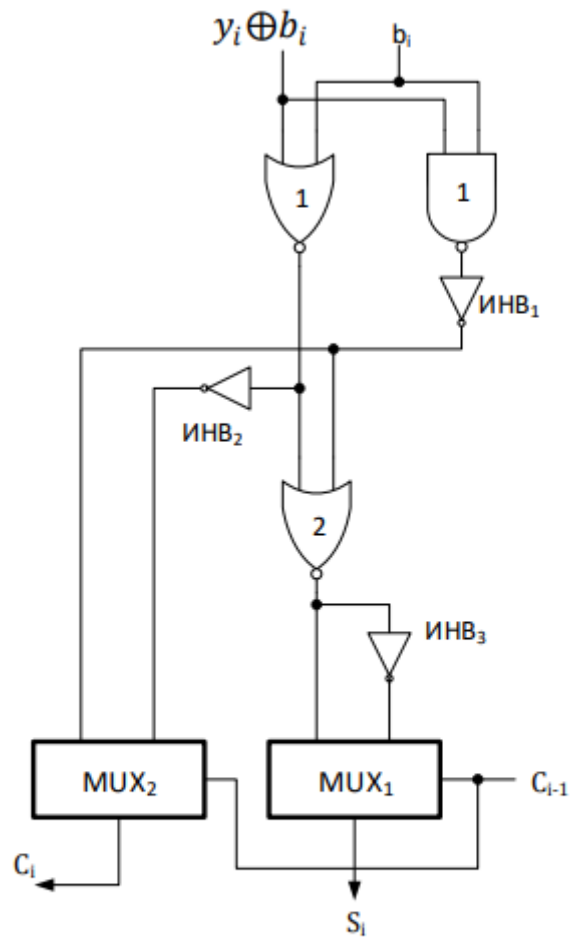 yᵢ⊕bᵢ
bᵢ
1
1
ИНВ₁
ИНВ₂
2
ИНВ₃
MUX₂
MUX₁
Cᵢ₋₁
Cᵢ
Sᵢ